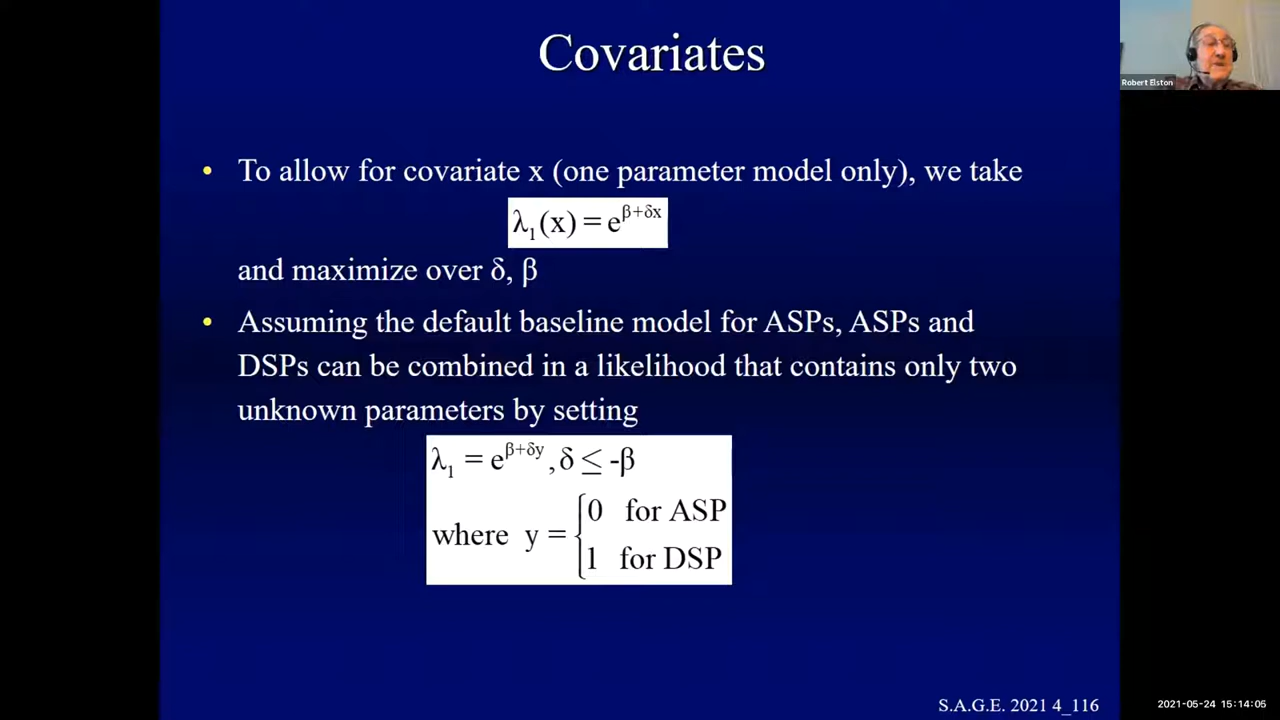 Covariates
Robert Elston
• To allow for covariate x (one parameter model only), we take
λ₁(x) = e^{β+δx}
and maximize over δ, β
• Assuming the default baseline model for ASPs, ASPs and
DSPs can be combined in a likelihood that contains only two
unknown parameters by setting
λ₁ = e^{β+δy}, δ ≤ -β
where y = { 0 for ASP
1 for DSP
S.A.G.E. 2021 4_116
2021-05-24 15:14:05